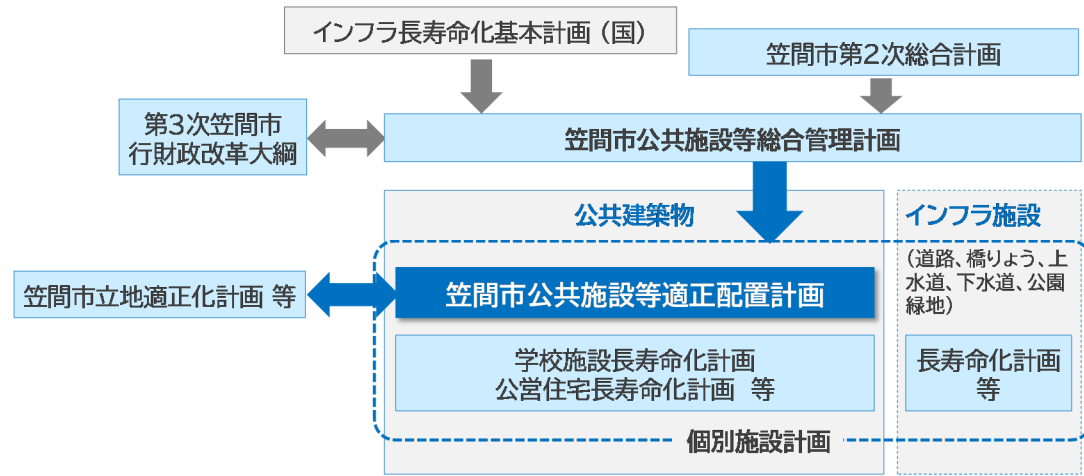 インフラ長寿命化基本計画（国）
笠間市第２次総合計画
第３次笠間市
行財政改革大綱
笠間市公共施設等総合管理計画
公共建築物
インフラ施設
（道路、橋りょう、上
水道、下水道、公園
緑地）
笠間市立地適正化計画 等
笠間市公共施設等適正配置計画
学校施設長寿命化計画
公営住宅長寿命化計画 等
長寿命化計画
等
個別施設計画